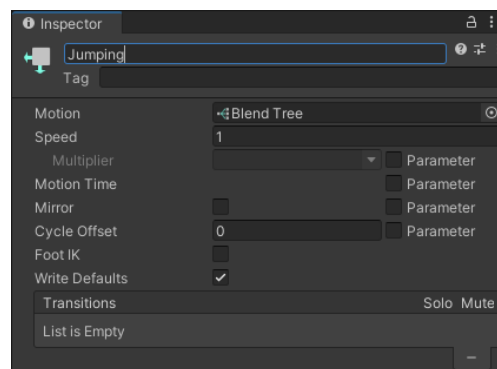 Inspector
Jumping
Tag
Motion Blend Tree
Speed 1
Multiplier Parameter
Motion Time Parameter
Mirror Parameter
Cycle Offset 0 Parameter
Foot IK
Write Defaults
Transitions Solo Mute
List is Empty